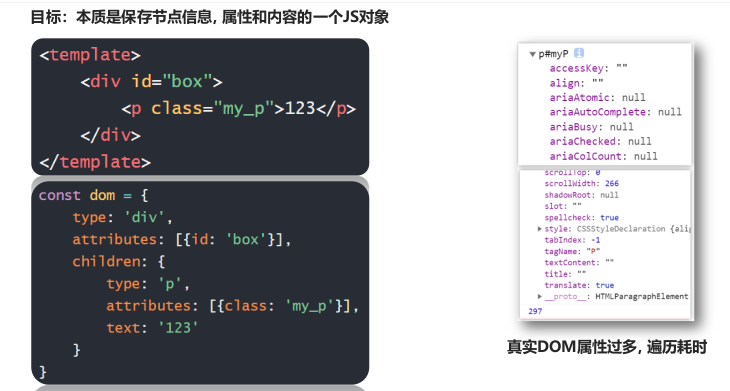 目标：本质是保存节点信息, 属性和内容的一个JS对象
<template>
    <div id="box">
        <p class="my_p">123</p>
    </div>
</template>
const dom = {
    type: 'div',
    attributes: [{id: 'box'}],
    children: {
        type: 'p',
        attributes: [{class: 'my_p'}],
        text: '123'
    }
}
▼ p#myP i
accessKey: ""
align: ""
ariaAtomic: null
ariaAutoComplete: null
ariaBusy: null
ariaChecked: null
ariaColCount: null
scrollTop: 0
scrollWidth: 266
shadowRoot: null
slot: ""
spellcheck: true
▶ style: CSSStyleDeclaration {alig
tabIndex: -1
tagName: "P"
textContent: ""
title: ""
translate: true
▶ __proto__: HTMLParagraphElement
297
真实DOM属性过多, 遍历耗时